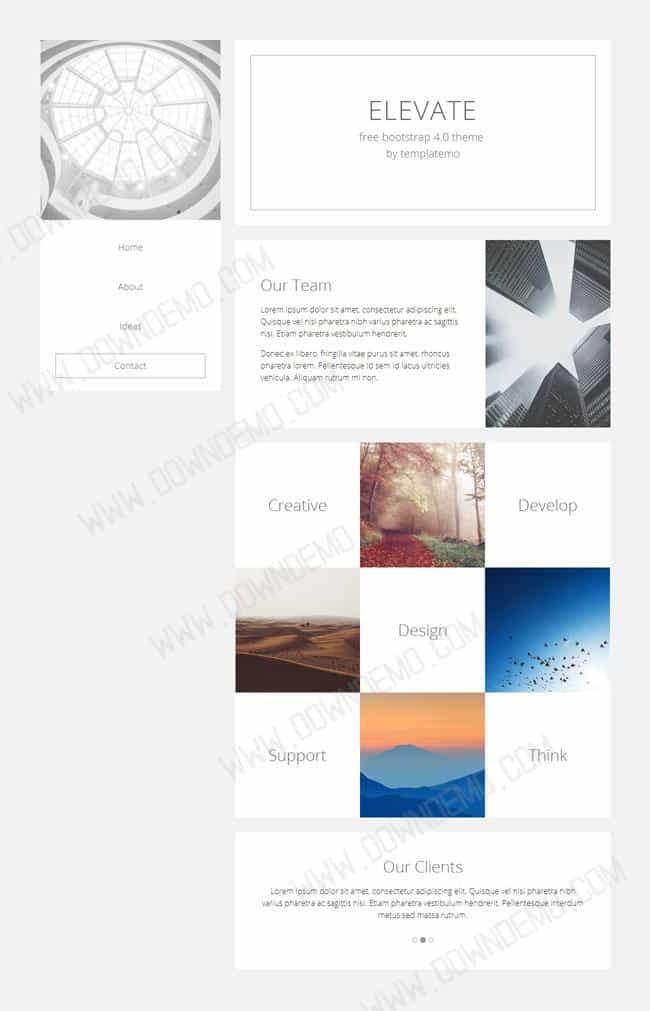 Home
About
Ideas
Contact
ELEVATE
free bootstrap 4.0 theme
by templatemo
Our Team
Lorem ipsum dolor sit amet, consectetur adipiscing elit.
Quisque vel nisi pharetra nibh varius pharetra ac sagittis
nisi. Etiam pharetra vestibulum hendrerit.
Donec ex libero, fringilla vitae purus sit amet, rhoncus
pharetra lorem. Pellentesque id sem id lacus ultricies
vehicula. Aliquam rutrum mi non.
Creative
Develop
Design
Support
Think
Our Clients
Lorem ipsum dolor sit amet, consectetur adipiscing elit. Quisque vel nisi pharetra nibh
varius pharetra ac sagittis nisi. Etiam pharetra vestibulum hendrerit. Pellentesque interdum
metus sed massa rutrum.
WWW.DOWNDEMO.COM
WWW.DOWNDEMO.COM
WWW.DOWNDEMO.COM
WWW.DOWNDEMO.COM
WWW.DOWNDEMO.COM
WWW.DOWNDEMO.COM